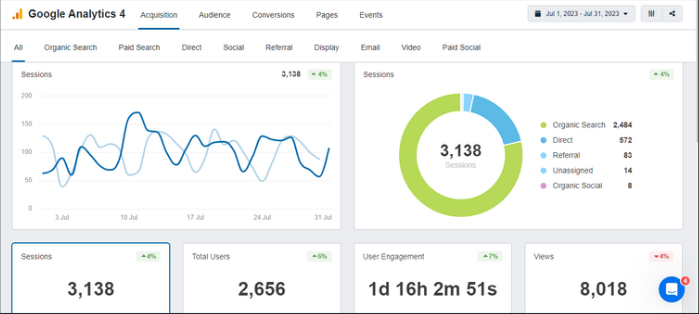 Google Analytics 4 Acquisition Audience Conversions Pages Events Jul 1, 2023 - Jul 31, 2023
All Organic Search Paid Search Direct Social Referral Display Email Video Paid Social
Sessions 3,138 4%
200
150
100
50
0
3 Jul 10 Jul 17 Jul 24 Jul 31 Jul
Sessions 4%
3,138
Sessions
Organic Search 2,484
Direct 572
Referral 83
Unassigned 14
Organic Social 8
Sessions 4%
3,138
Total Users 6%
2,656
User Engagement 7%
1d 16h 2m 51s
Views 4%
8,018
4